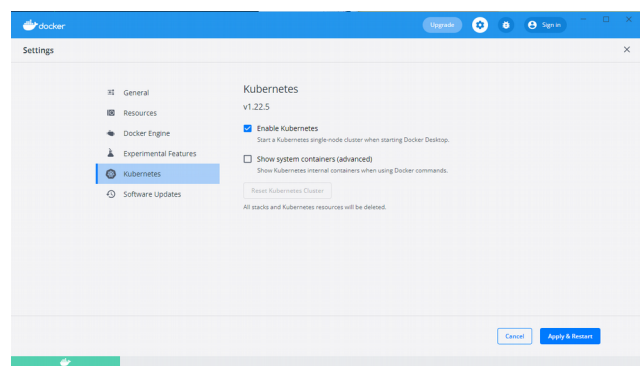 docker
Upgrade
Sign in
Settings
General
Resources
Docker Engine
Experimental Features
Kubernetes
Software Updates
Kubernetes
v1.22.5
Enable Kubernetes
Start a Kubernetes single-node cluster when starting Docker Desktop.
Show system containers (advanced)
Show Kubernetes internal containers when using Docker commands.
Reset Kubernetes Cluster
All stacks and Kubernetes resources will be deleted.
Cancel
Apply & Restart